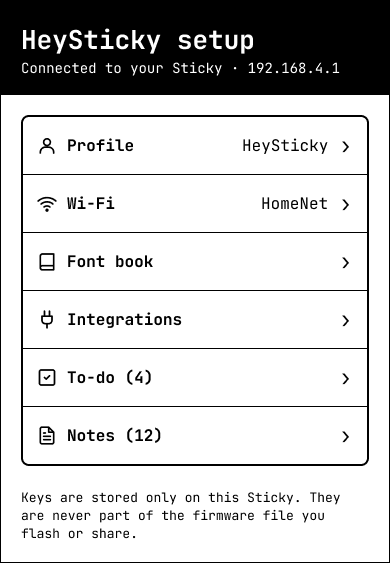 HeySticky setup
Connected to your Sticky · 192.168.4.1
Profile HeySticky
Wi-Fi HomeNet
Font book
Integrations
To-do (4)
Notes (12)
Keys are stored only on this Sticky. They
are never part of the firmware file you
flash or share.